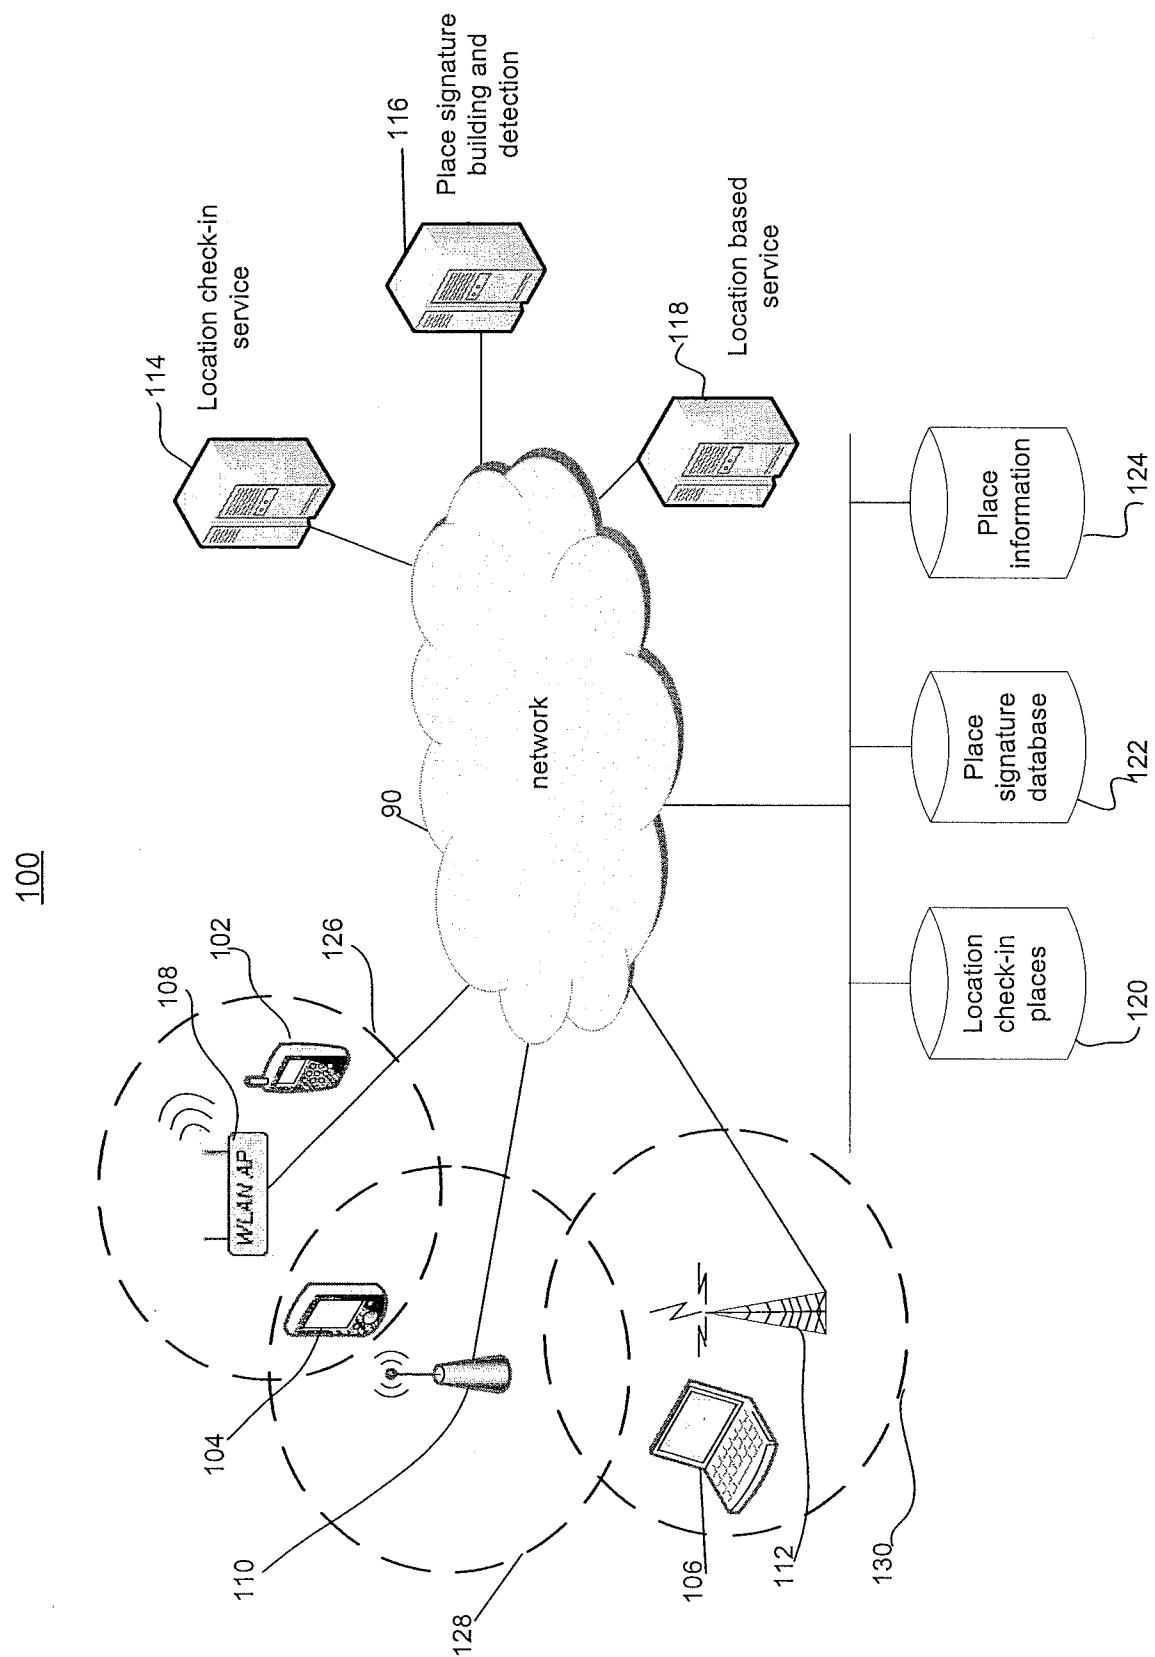 100
108
102
126
WLAN AP
104
110
128
106
112
130
90
network
114
Location check-in
service
116
Place signature
building and
detection
118
Location based
service
Location
check-in
places
120
Place
signature
database
122
Place
information
124